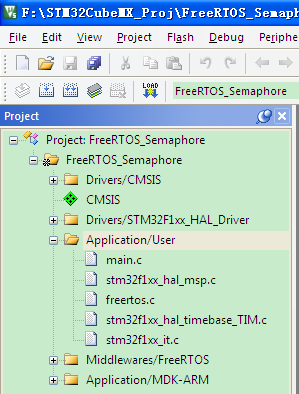 F:\STM32CubeMX_Proj\FreeRTOS_Semaph
File Edit View Project Flash Debug Periphe
LOAD FreeRTOS_Semaphore
Project
Project: FreeRTOS_Semaphore
FreeRTOS_Semaphore
Drivers/CMSIS
CMSIS
Drivers/STM32F1xx_HAL_Driver
Application/User
main.c
stm32f1xx_hal_msp.c
freertos.c
stm32f1xx_hal_timebase_TIM.c
stm32f1xx_it.c
Middlewares/FreeRTOS
Application/MDK-ARM